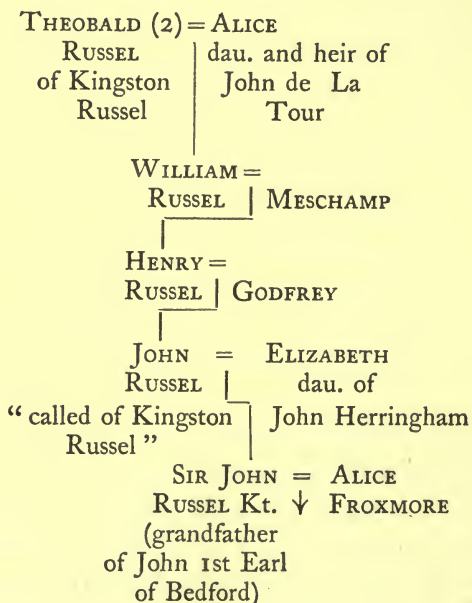 THEOBALD (2) = ALICE
RUSSEL dau. and heir of
of Kingston John de La
Russel Tour
WILLIAM =
RUSSEL MESCHAMP
HENRY =
RUSSEL GODFREY
JOHN = ELIZABETH
RUSSEL dau. of
“ called of Kingston John Herringham
Russel ”
SIR JOHN = ALICE
RUSSEL KT. FROXMORE
(grandfather
of John 1st Earl
of Bedford)